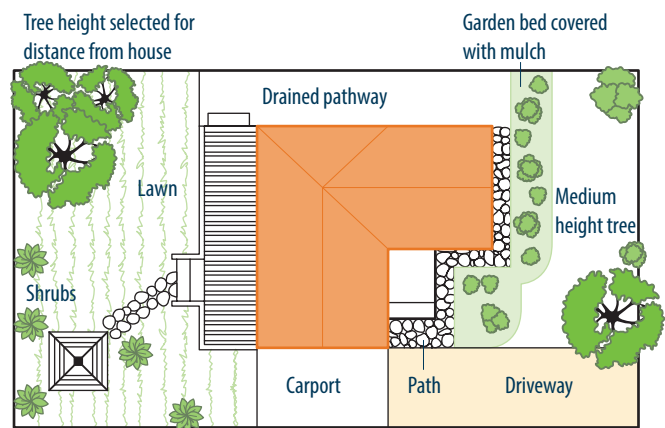 Tree height selected for
distance from house
Garden bed covered
with mulch
Drained pathway
Lawn
Medium
height tree
Shrubs
Carport
Path
Driveway